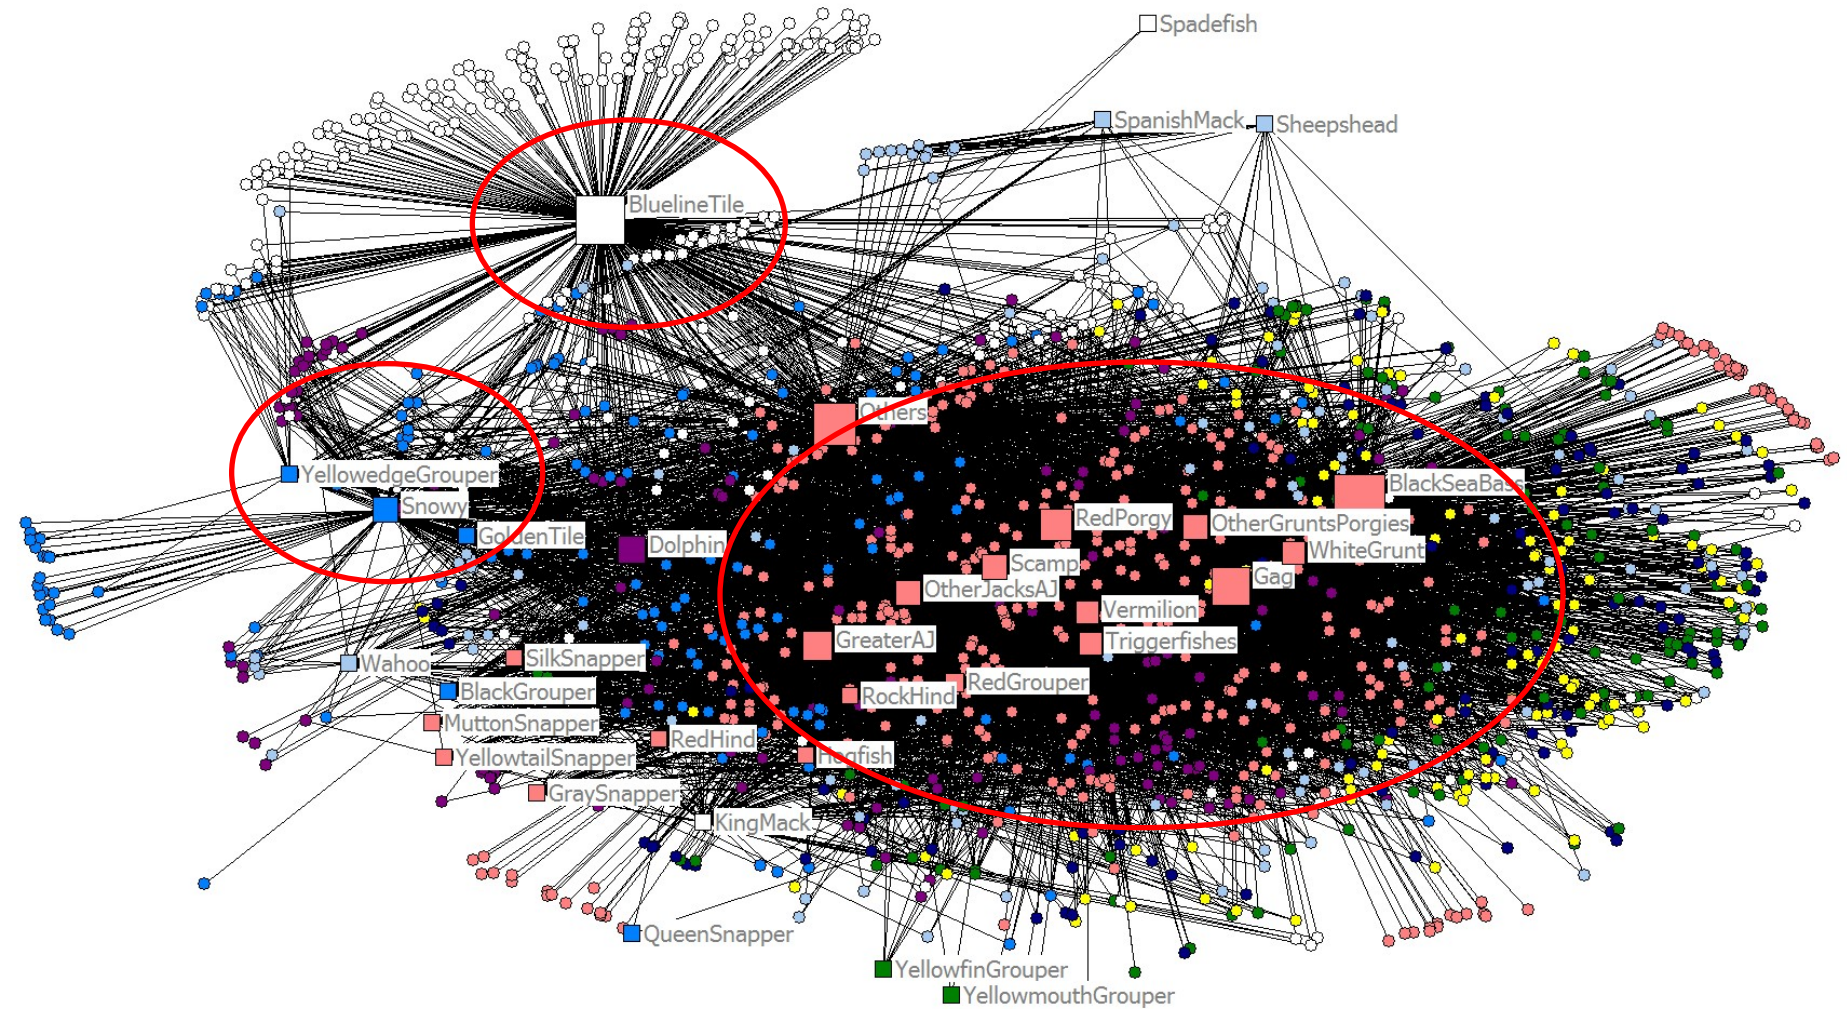 Spadefish
SpanishMack
Sheepshead
BluelineTile
Others
YellowedgeGrouper
BlackSeaBass
Snowy
RedPorgy
OtherGruntsPorgies
GoldenTile
Dolphin
WhiteGrunt
Scamp
Gag
OtherJacksAJ
Vermilion
GreaterAJ
Triggerfishes
Wahoo
SilkSnapper
RedGrouper
BlackGrouper
RockHind
MuttonSnapper
RedHind
YellowtailSnapper
Hogfish
GraySnapper
KingMack
QueenSnapper
YellowfinGrouper
YellowmouthGrouper